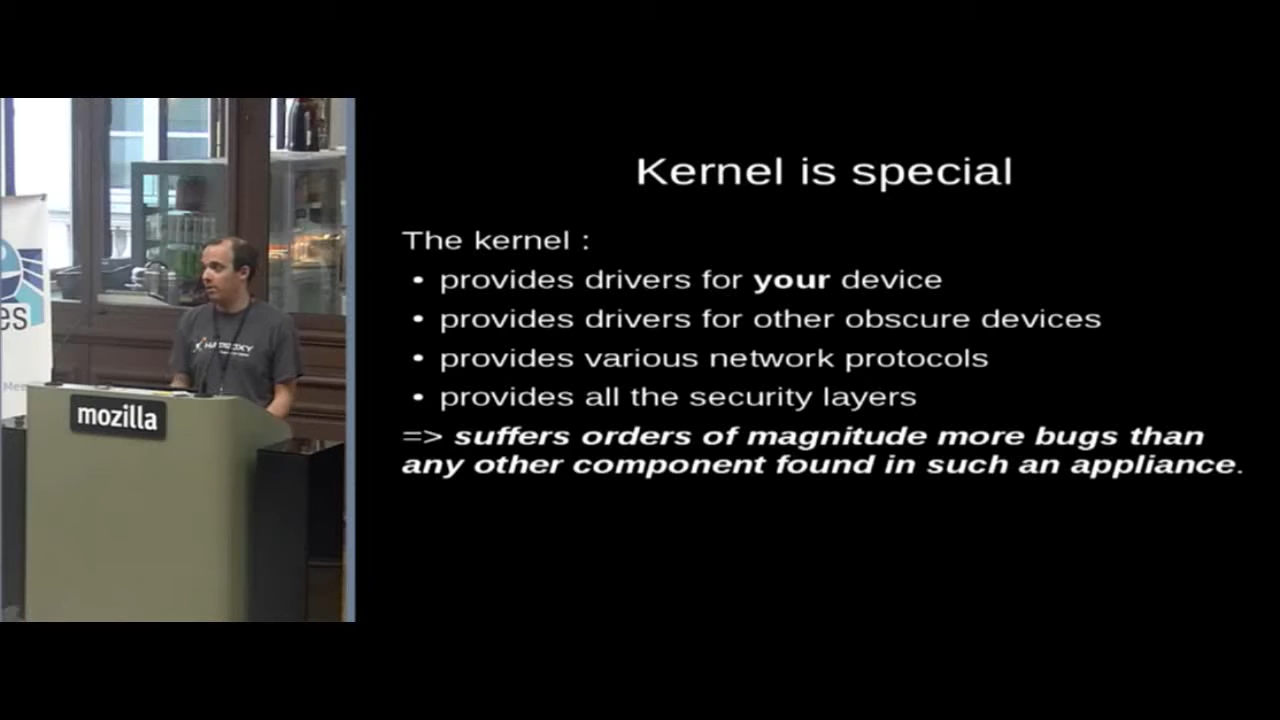 Kernel is special
The kernel :
• provides drivers for your device
• provides drivers for other obscure devices
• provides various network protocols
• provides all the security layers
=> suffers orders of magnitude more bugs than
any other component found in such an appliance.
mozilla
es